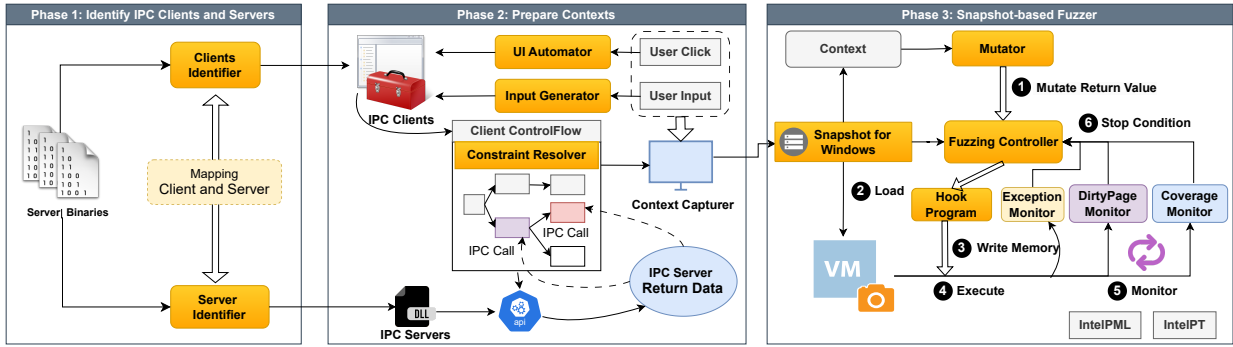 Phase 1: Identify IPC Clients and Servers
Clients
Identifier
1
10
101
1010
Mapping
Client and Server
Server Binaries
Server
Identifier
Phase 2: Prepare Contexts
UI Automator
User Click
Input Generator
User Input
IPC Clients
Client ControlFlow
Constraint Resolver
IPC Call
IPC Call
Context Capturer
IPC Server
Return Data
DLL
IPC Servers
api
Phase 3: Snapshot-based Fuzzer
Context
Mutator
1 Mutate Return Value
6 Stop Condition
Snapshot for
Windows
Fuzzing Controller
2 Load
Hook
Program
Exception
Monitor
DirtyPage
Monitor
Coverage
Monitor
3 Write Memory
VM
4 Execute
5 Monitor
IntelPML
IntelPT